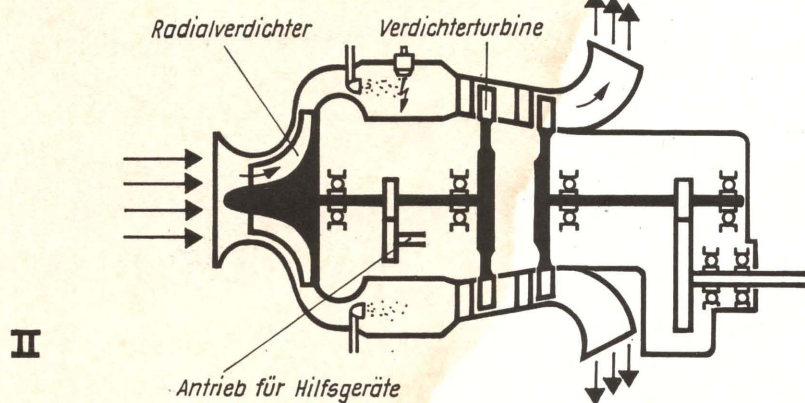 Radialverdichter
Verdichterturbine
II
Antrieb für Hilfsgeräte